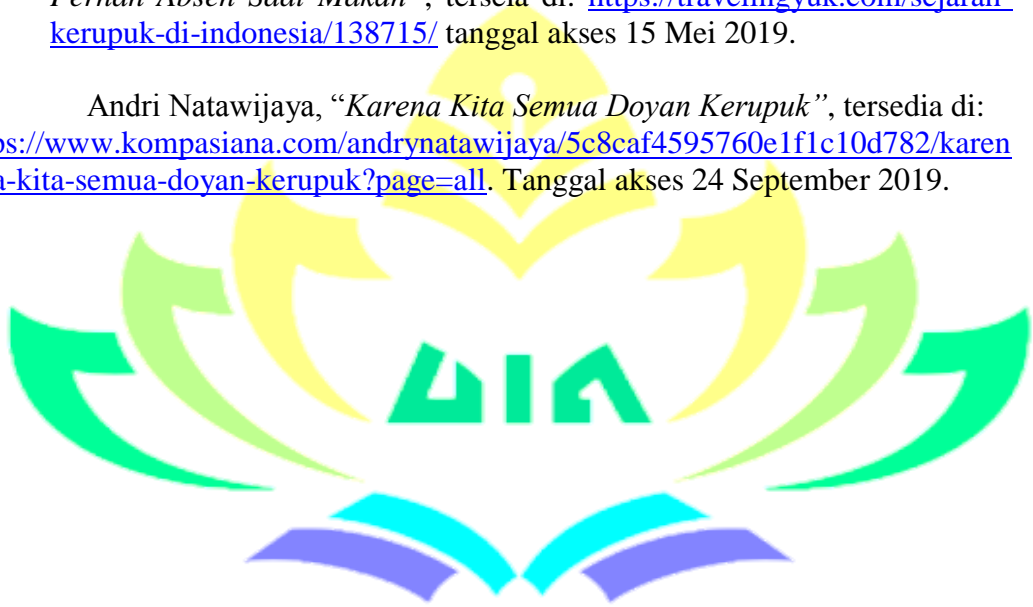 Pernah Absen Saat Makan", terseia di: https://travelingyuk.com/sejarah-
kerupuk-di-indonesia/138715/ tanggal akses 15 Mei 2019.
Andri Natawijaya, “Karena Kita Semua Doyan Kerupuk”, tersedia di:
ps://www.kompasiana.com/andrynatawijaya/5c8caf4595760e1f1c10d782/karen
a-kita-semua-doyan-kerupuk?page=all. Tanggal akses 24 September 2019.
UIN